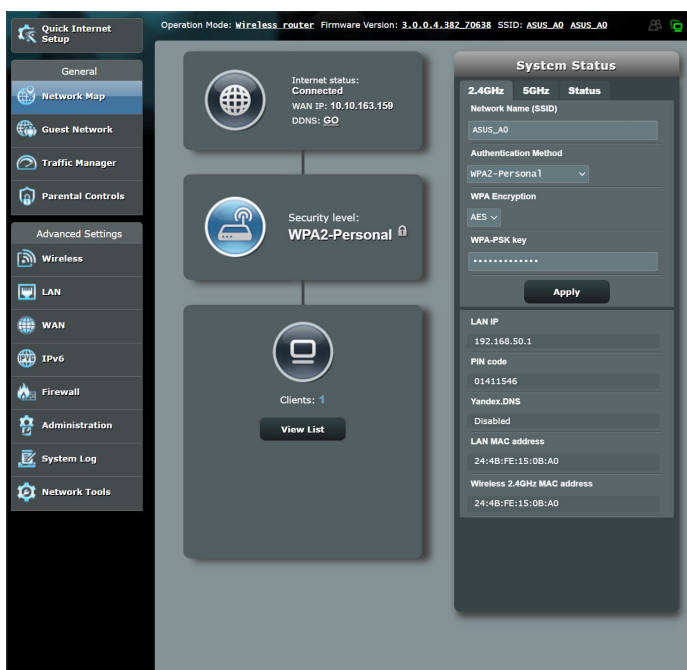 Quick Internet
Setup
Operation Mode: Wireless router Firmware Version: 3.0.0.4.382_70638 SSID: ASUS_A0 ASUS_A0
General
Network Map
Guest Network
Traffic Manager
Parental Controls
Advanced Settings
Wireless
LAN
WAN
IPv6
IPv6
Firewall
Administration
System Log
Network Tools
Internet status:
Connected
WAN IP: 10.10.163.159
DDNS: GO
Security level:
WPA2-Personal
Clients: 1
View List
System Status
2.4GHz 5GHz Status
Network Name (SSID)
ASUS_A0
Authentication Method
WPA2-Personal
WPA Encryption
AES
WPA-PSK key
•••••••••••••
Apply
LAN IP
192.168.50.1
PIN code
01411546
Yandex.DNS
Disabled
LAN MAC address
24:4B:FE:15:0B:A0
Wireless 2.4GHz MAC address
24:4B:FE:15:0B:A0